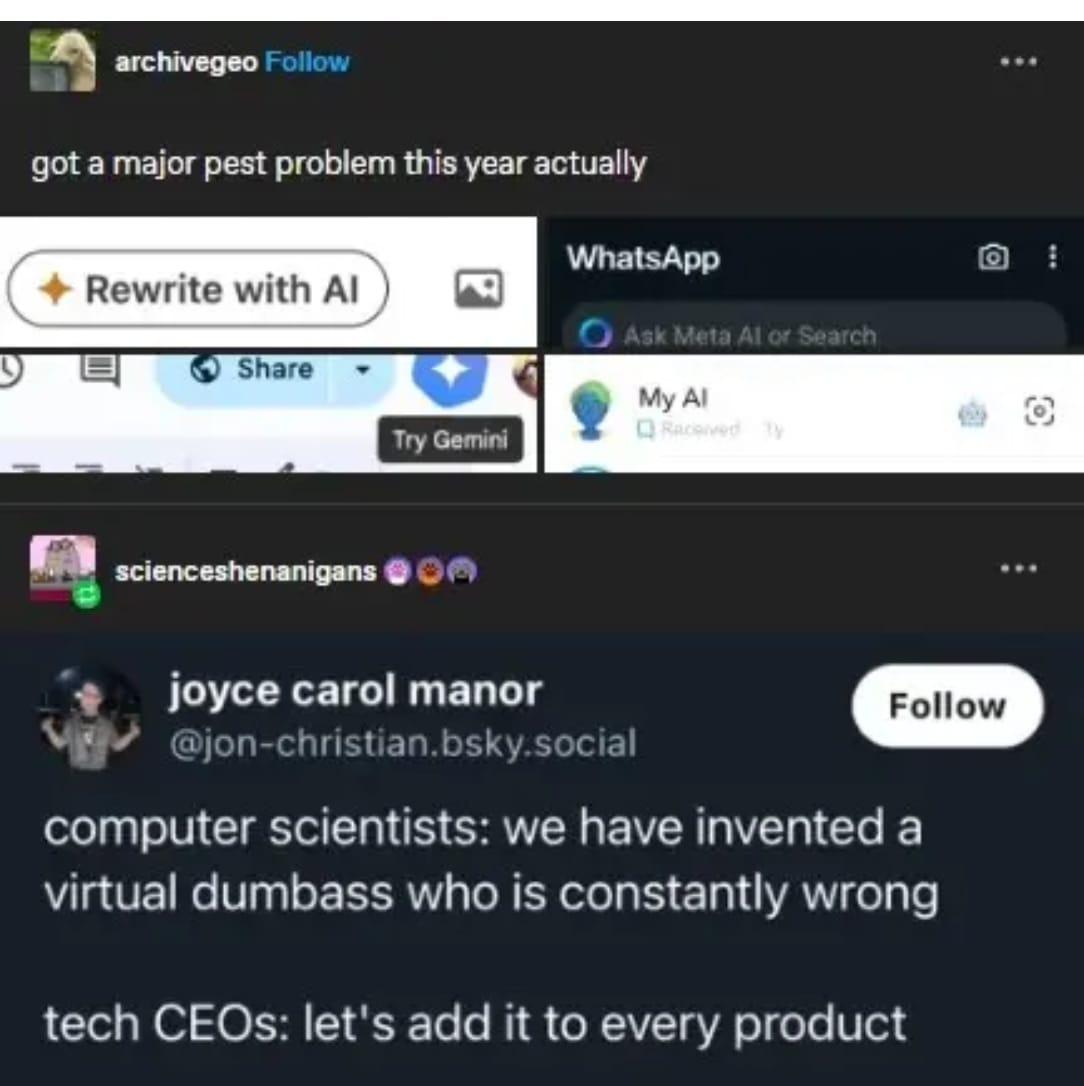 archivegeo Follow
got a major pest problem this year actually
Rewrite with AI
WhatsApp
Ask Meta AI or Search
Share
Try Gemini
My AI
Received 1y
scienceshenanigans
joyce carol manor
Follow
@jon-christian.bsky.social
computer scientists: we have invented a
virtual dumbass who is constantly wrong
tech CEOs: let's add it to every product